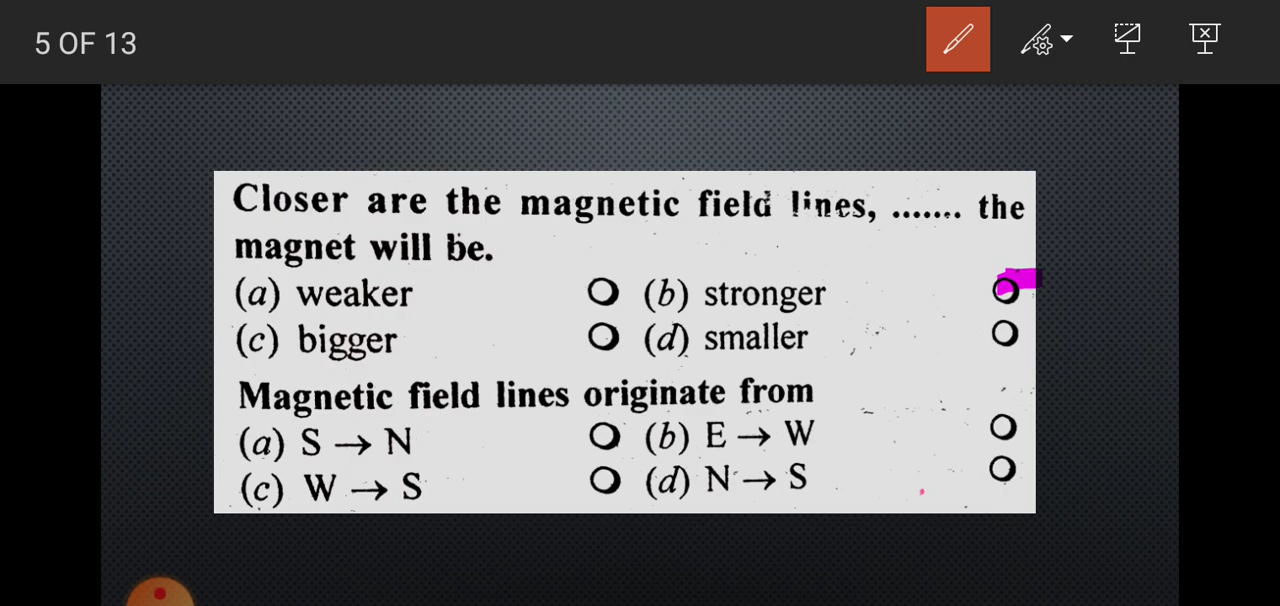 5 OF 13
Closer are the magnetic field lines, ....... the
magnet will be.
(a) weaker O (b) stronger O
(c) bigger O (d) smaller O
Magnetic field lines originate from
(a) S → N O (b) E → W O
(c) W → S O (d) N → S O